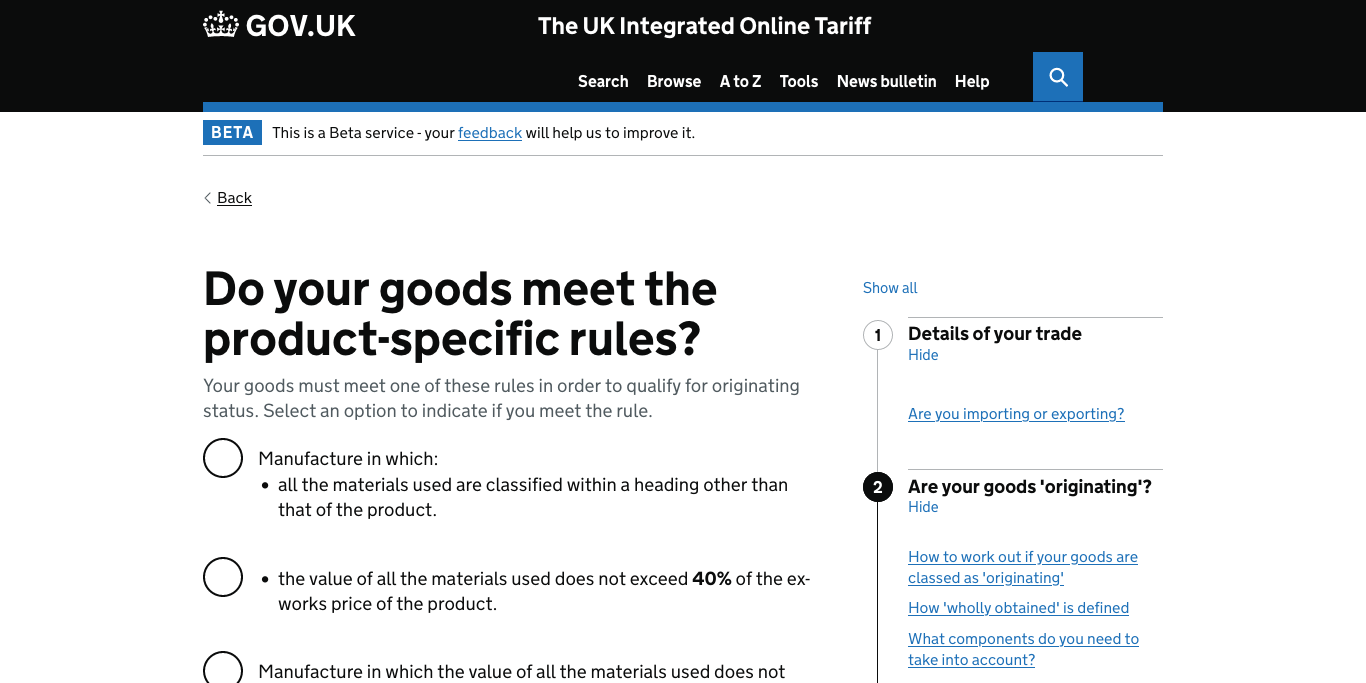 GOV.UK
The UK Integrated Online Tariff
Search Browse A to Z Tools News bulletin Help
BETA This is a Beta service - your feedback will help us to improve it.
Back
Do your goods meet the
product-specific rules?
Your goods must meet one of these rules in order to qualify for originating
status. Select an option to indicate if you meet the rule.
Manufacture in which:
• all the materials used are classified within a heading other than
that of the product.
• the value of all the materials used does not exceed 40% of the ex-
works price of the product.
Manufacture in which the value of all the materials used does not
Show all
1 Details of your trade
Hide
Are you importing or exporting?
2 Are your goods 'originating'?
Hide
How to work out if your goods are
classed as 'originating'
How 'wholly obtained' is defined
What components do you need to
take into account?